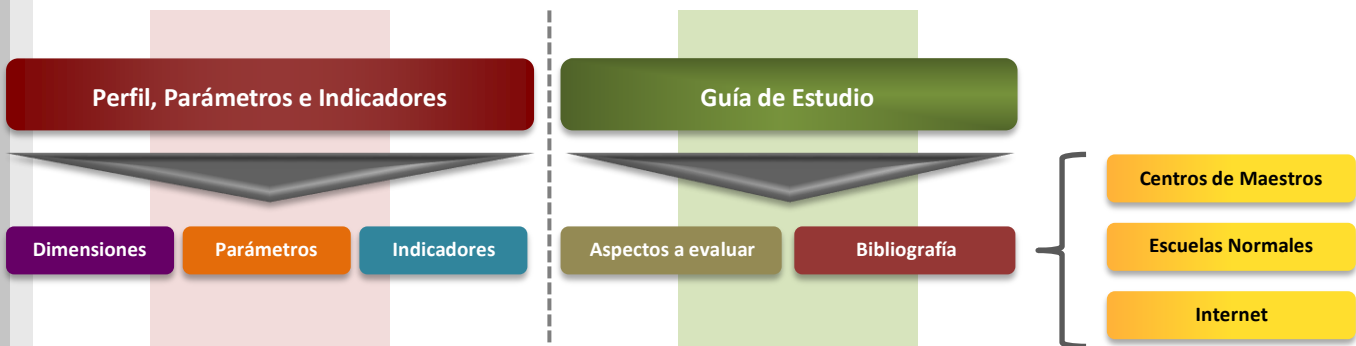 Perfil, Parámetros e Indicadores
Guía de Estudio
Dimensiones
Parámetros
Indicadores
Aspectos a evaluar
Bibliografía
Centros de Maestros
Escuelas Normales
Internet